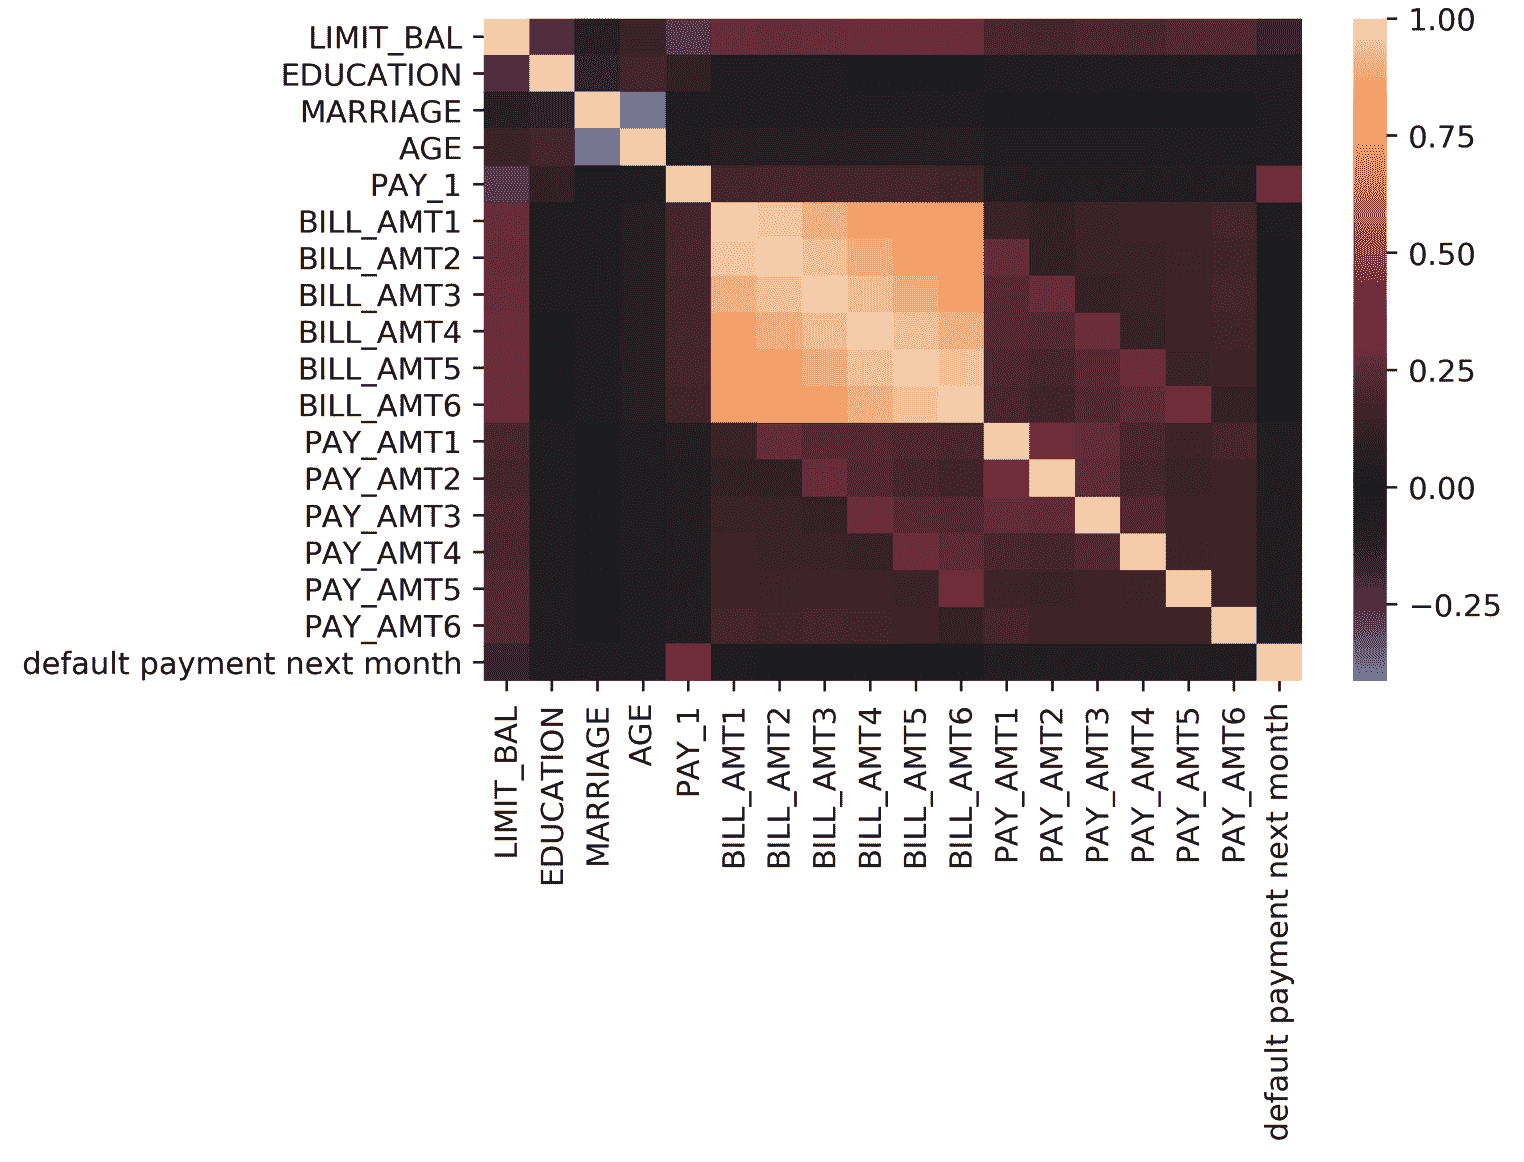 LIMIT_BAL
EDUCATION
MARRIAGE
AGE
PAY_1
BILL_AMT1
BILL_AMT2
BILL_AMT3
BILL_AMT4
BILL_AMT5
BILL_AMT6
PAY_AMT1
PAY_AMT2
PAY_AMT3
PAY_AMT4
PAY_AMT5
PAY_AMT6
default payment next month
LIMIT_BAL
EDUCATION
MARRIAGE
AGE
PAY_1
BILL_AMT1
BILL_AMT2
BILL_AMT3
BILL_AMT4
BILL_AMT5
BILL_AMT6
PAY_AMT1
PAY_AMT2
PAY_AMT3
PAY_AMT4
PAY_AMT5
PAY_AMT6
default payment next month
1.00
0.75
0.50
0.25
0.00
−0.25